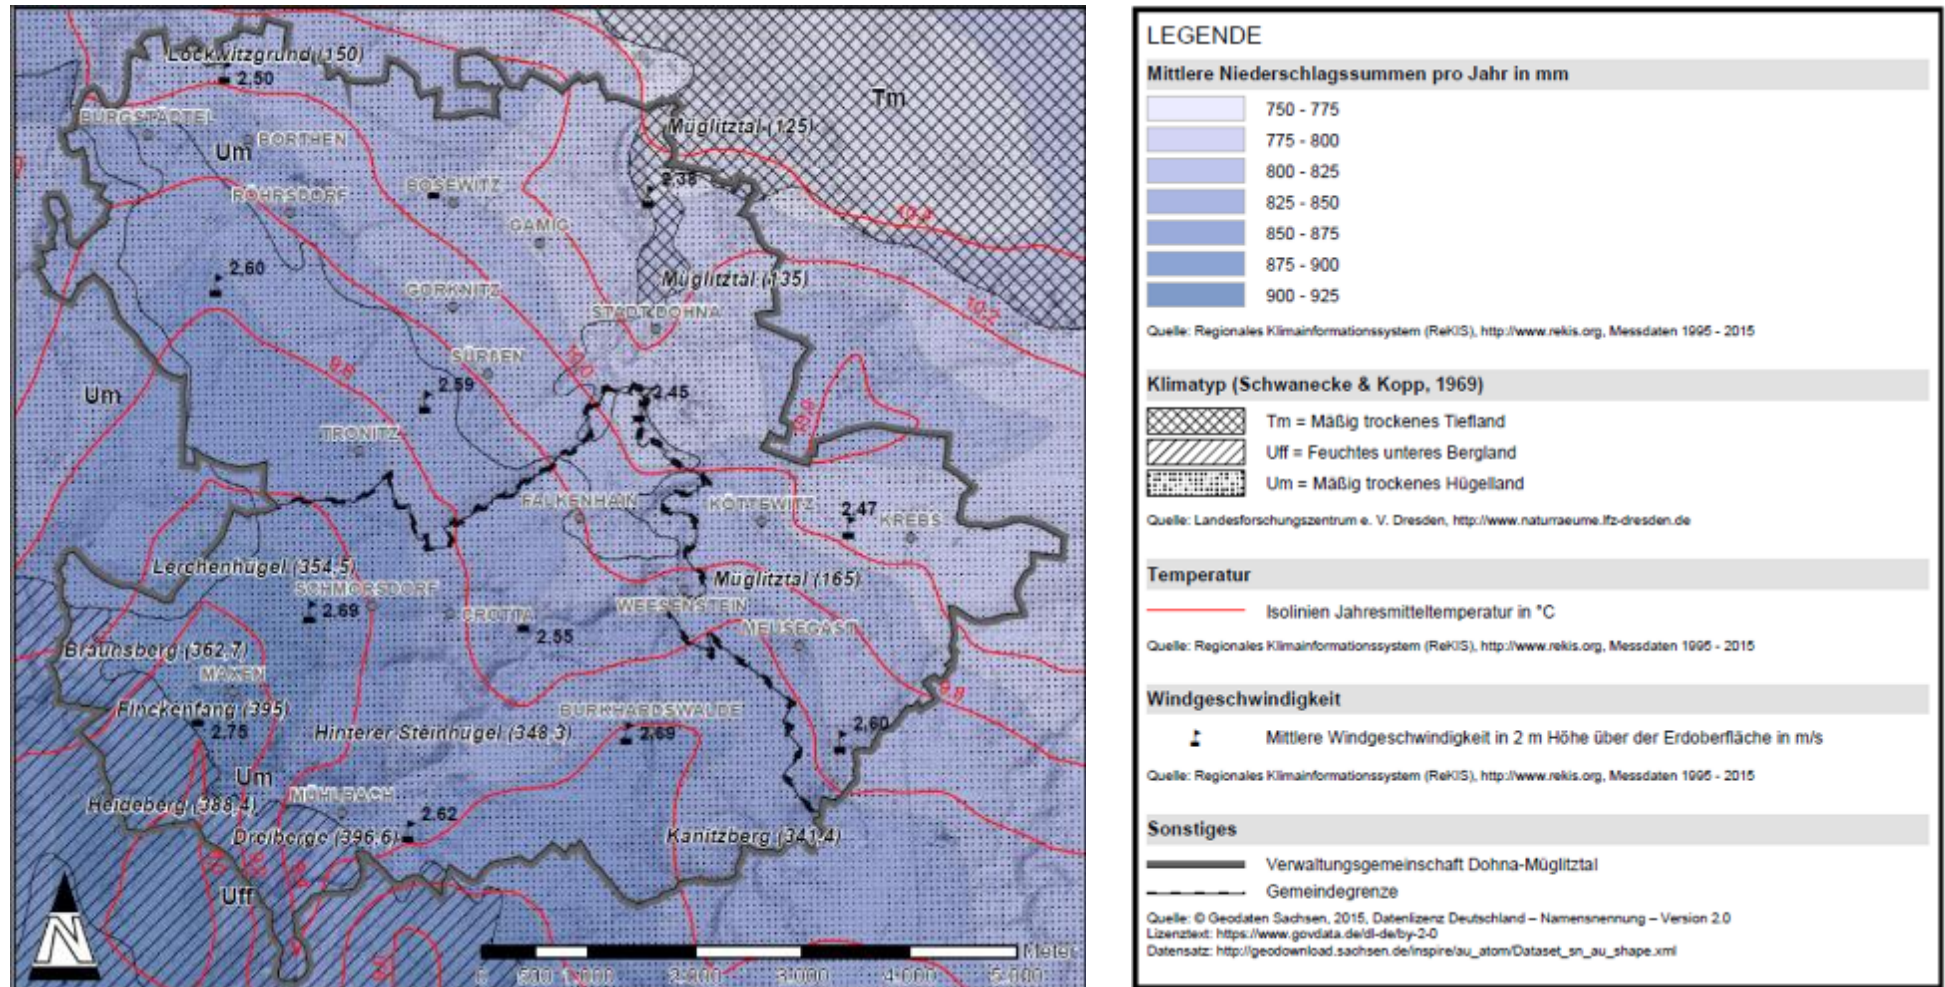 Lockwitzgrund (150)
2.50
Tm
BURGSTÄDTEL
BORTHEN
Müglitztal (125)
Um
BOSEWITZ
2.38
RÖHRSDORF
10.4
GAMIG
2.60
Müglitztal (135)
GORKNITZ
10.2
STADT DOHNA
SÜRßEN
10.0
9.8
Um
2.59
2.45
TRONITZ
FALKENHAIN
KÖTTEWITZ
2.47
KREBS
Lerchenhügel (354,5)
SCHMORSDORF
Müglitztal (165)
2.69
CROTTA
WEESENSTEIN
2.55
MEUSEGAST
Braunsberg (362,7)
MAXEN
9.8
Finckenfang (395)
BURKHARDSWALDE
2.75
Hinterer Steinhügel (348,3)
2.69
2.60
Um
MÜHLBACH
Heideberg (388,4)
2.62
Dreiberge (396,6)
Kanitzberg (341,4)
Uff
N
Meter
0 500 1.000 2.000 3.000 4.000 5.000
LEGENDE
Mittlere Niederschlagssummen pro Jahr in mm
750 - 775
775 - 800
800 - 825
825 - 850
850 - 875
875 - 900
900 - 925
Quelle: Regionales Klimainformationssystem (ReKIS), http://www.rekis.org, Messdaten 1995 - 2015
Klimatyp (Schwanecke & Kopp, 1969)
Tm = Mäßig trockenes Tiefland
Uff = Feuchtes unteres Bergland
Um = Mäßig trockenes Hügelland
Quelle: Landesforschungszentrum e. V. Dresden, http://www.naturraeume.lfz-dresden.de
Temperatur
Isolinien Jahresmitteltemperatur in °C
Quelle: Regionales Klimainformationssystem (ReKIS), http://www.rekis.org, Messdaten 1995 - 2015
Windgeschwindigkeit
Mittlere Windgeschwindigkeit in 2 m Höhe über der Erdoberfläche in m/s
Quelle: Regionales Klimainformationssystem (ReKIS), http://www.rekis.org, Messdaten 1995 - 2015
Sonstiges
Verwaltungsgemeinschaft Dohna-Müglitztal
Gemeindegrenze
Quelle: © Geodaten Sachsen, 2015, Datenlizenz Deutschland – Namensnennung – Version 2.0
Lizenztext: https://www.govdata.de/dl-de/by-2-0
Datensatz: http://geodownload.sachsen.de/inspire/au_atom/Dataset_sn_au_shape.xml